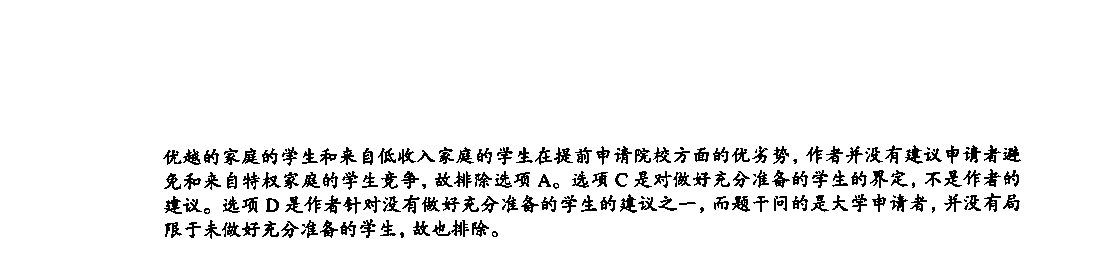 优越的家庭的学生和来自低收入家庭的学生在提前申请院校方面的优劣势，作者并没有建议申请者避
免和来自特权家庭的学生竞争，故排除选项 A。选项 C 是对做好充分准备的学生的界定，不是作者的
建议。选项 D 是作者针对没有做好充分准备的学生的建议之一，而题干问的是大学申请者，并没有局
限于未做好充分准备的学生，故也排除。